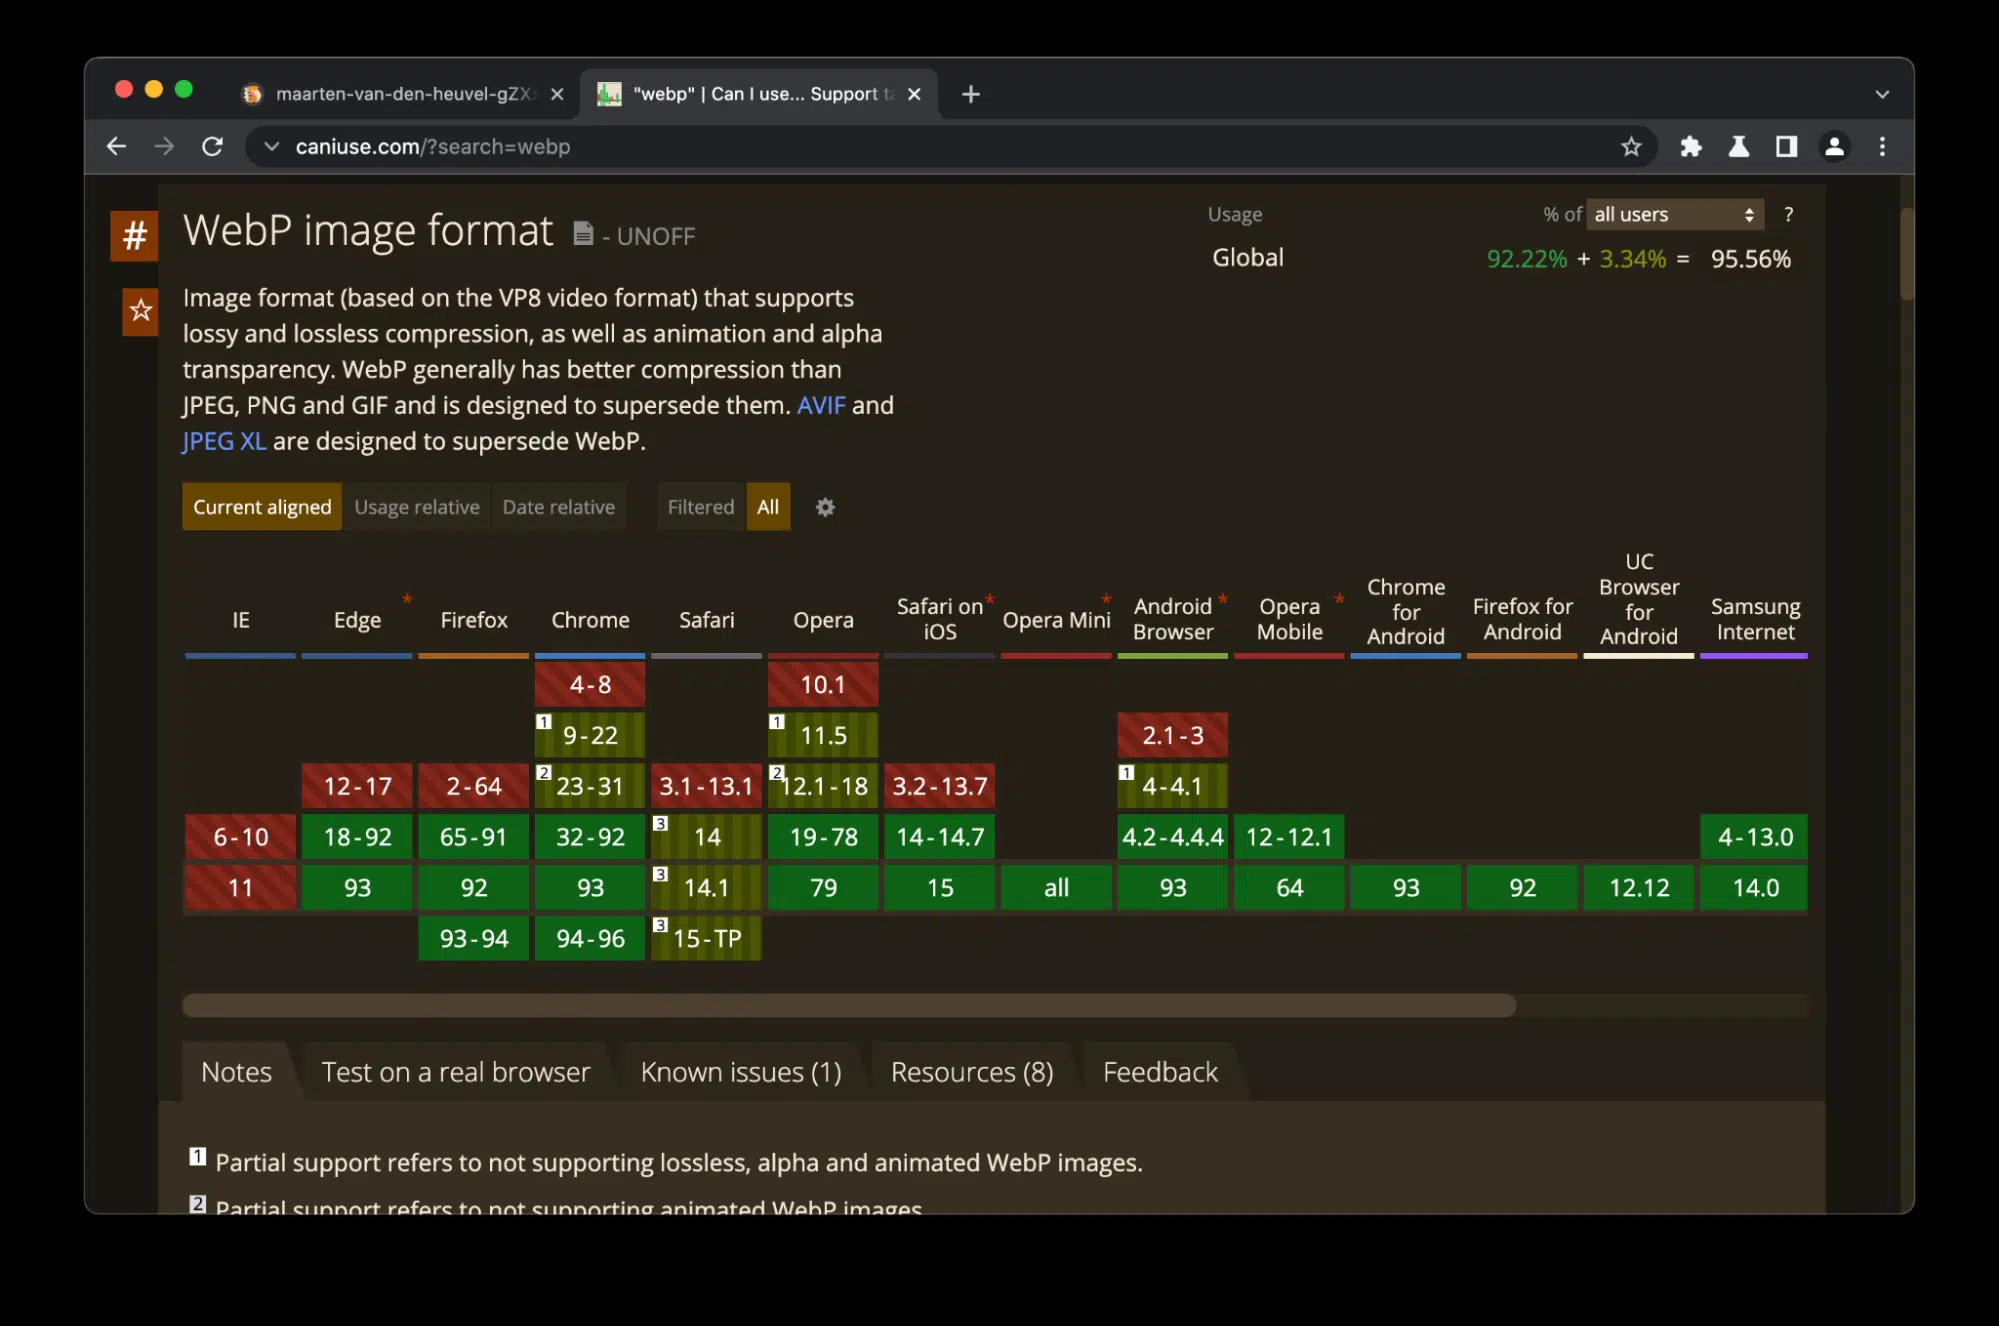 maarten-van-den-heuvel-gZX
"webp" | Can I use... Support ta
caniuse.com/?search=webp
#
WebP image format - UNOFF
Usage % of all users ?
Global 92.22% + 3.34% = 95.56%
Image format (based on the VP8 video format) that supports
lossy and lossless compression, as well as animation and alpha
transparency. WebP generally has better compression than
JPEG, PNG and GIF and is designed to supersede them. AVIF and
JPEG XL are designed to supersede WebP.
Current aligned Usage relative Date relative Filtered All
IE Edge * Firefox Chrome Safari Opera Safari on iOS * Opera Mini * Android Browser * Opera Mobile * Chrome for Android Firefox for Android UC Browser for Android Samsung Internet
4-8 10.1
1 9-22 1 11.5 2.1-3
12-17 2-64 2 23-31 3.1-13.1 2 12.1-18 3.2-13.7 1 4-4.1
6-10 18-92 65-91 32-92 3 14 19-78 14-14.7 4.2-4.4.4 12-12.1 4-13.0
11 93 92 93 3 14.1 79 15 all 93 64 93 92 12.12 14.0
93-94 94-96 3 15-TP
Notes Test on a real browser Known issues (1) Resources (8) Feedback
1 Partial support refers to not supporting lossless, alpha and animated WebP images.
2 Partial support refers to not supporting animated WebP images